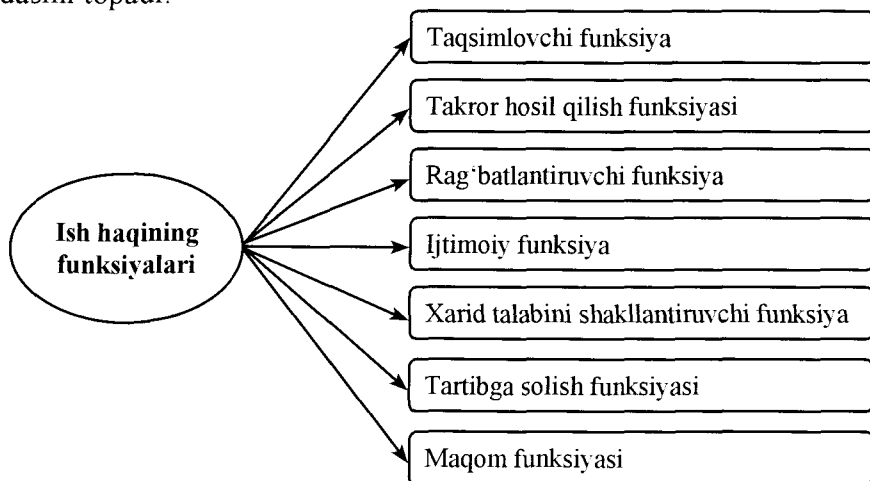 Taqsimlovchi funksiya
Takror hosil qilish funksiyasi
Rag‘batlantiruvchi funksiya
Ish haqining
funksiyalari
Ijtimoiy funksiya
Xarid talabini shakllantiruvchi funksiya
Tartibga solish funksiyasi
Maqom funksiyasi